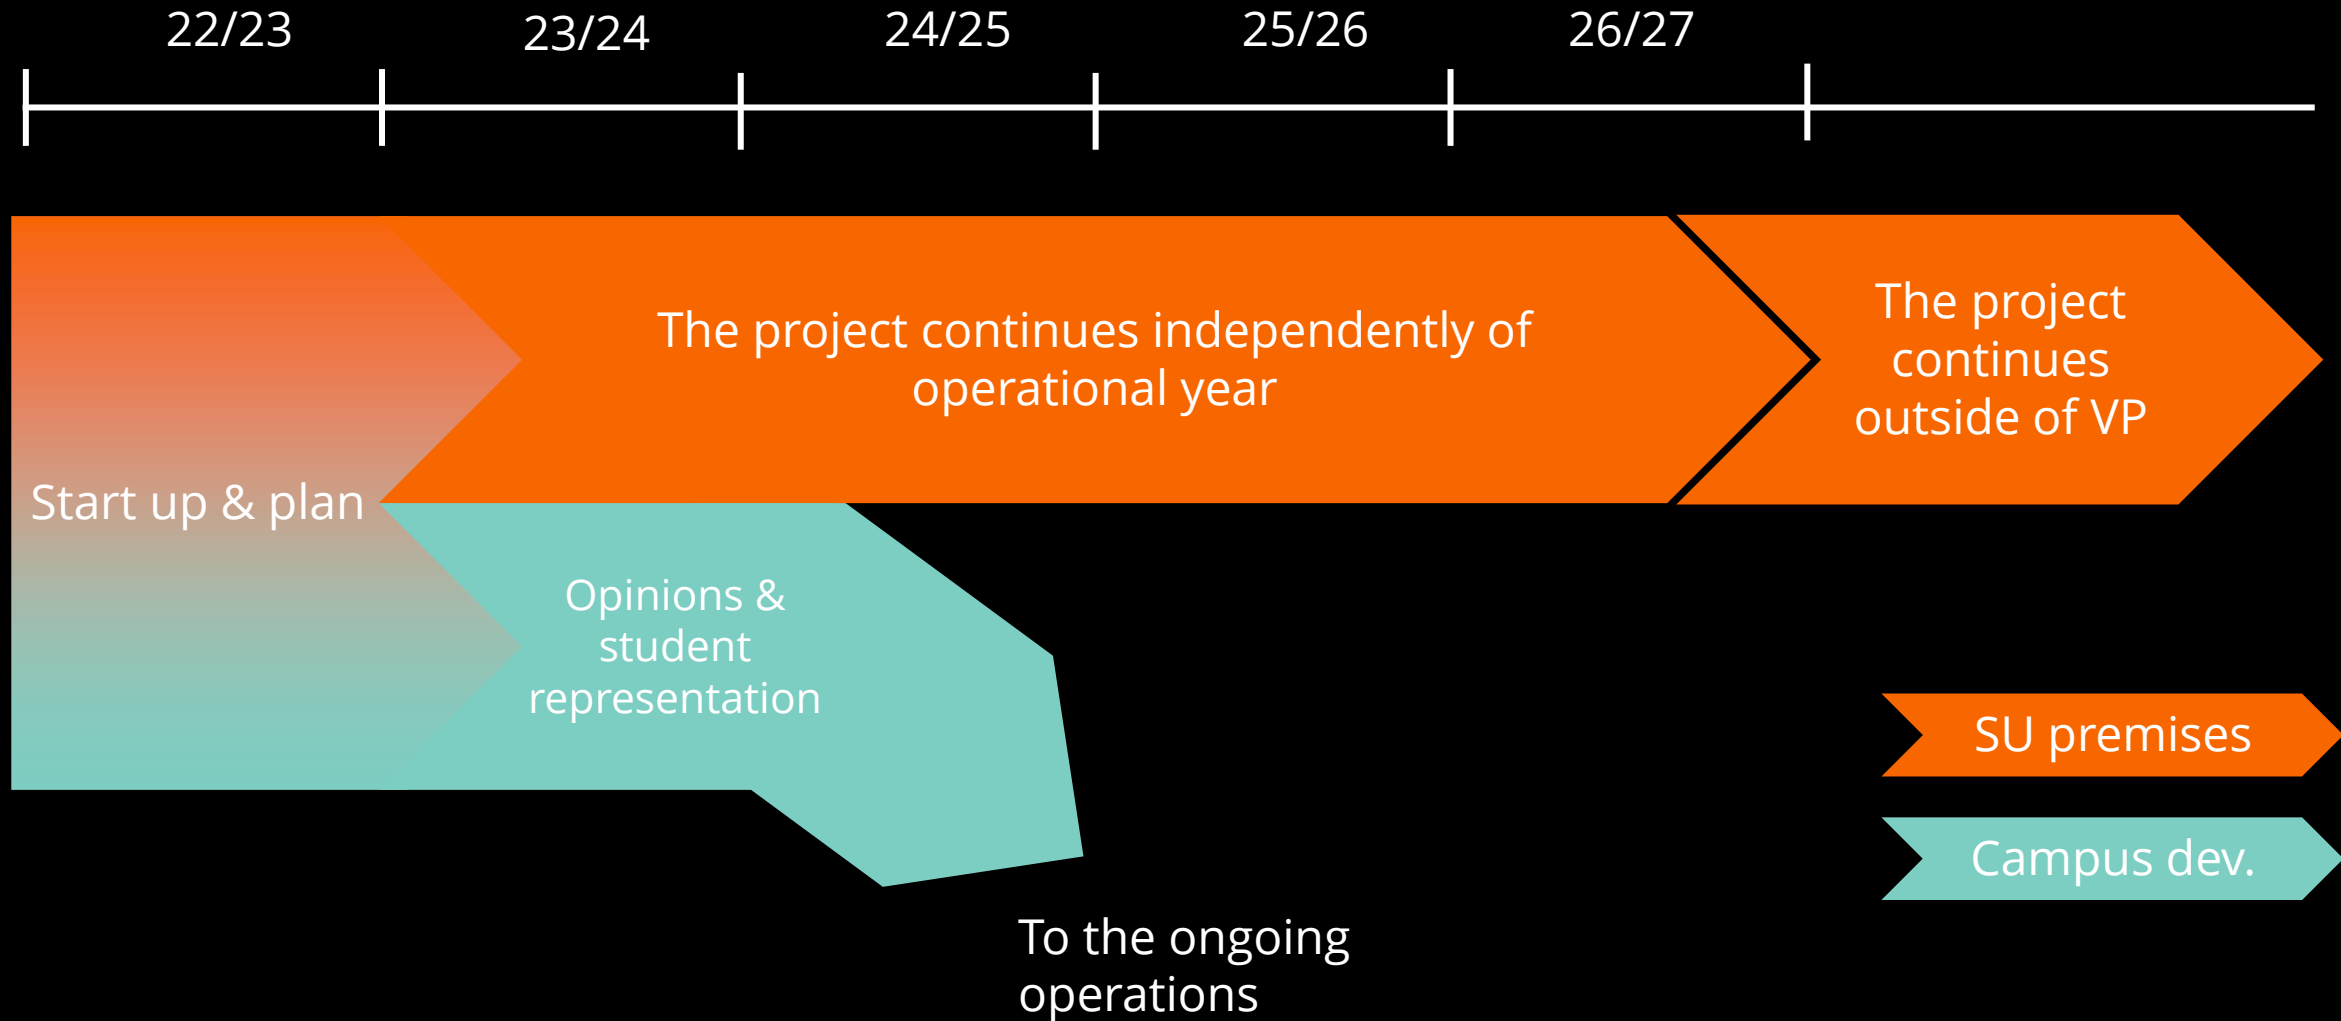 22/23
23/24
24/25
25/26
26/27
The project continues independently of
operational year
The project
continues
outside of VP
Start up & plan
Opinions &
student
representation
SU premises
Campus dev.
To the ongoing
operations